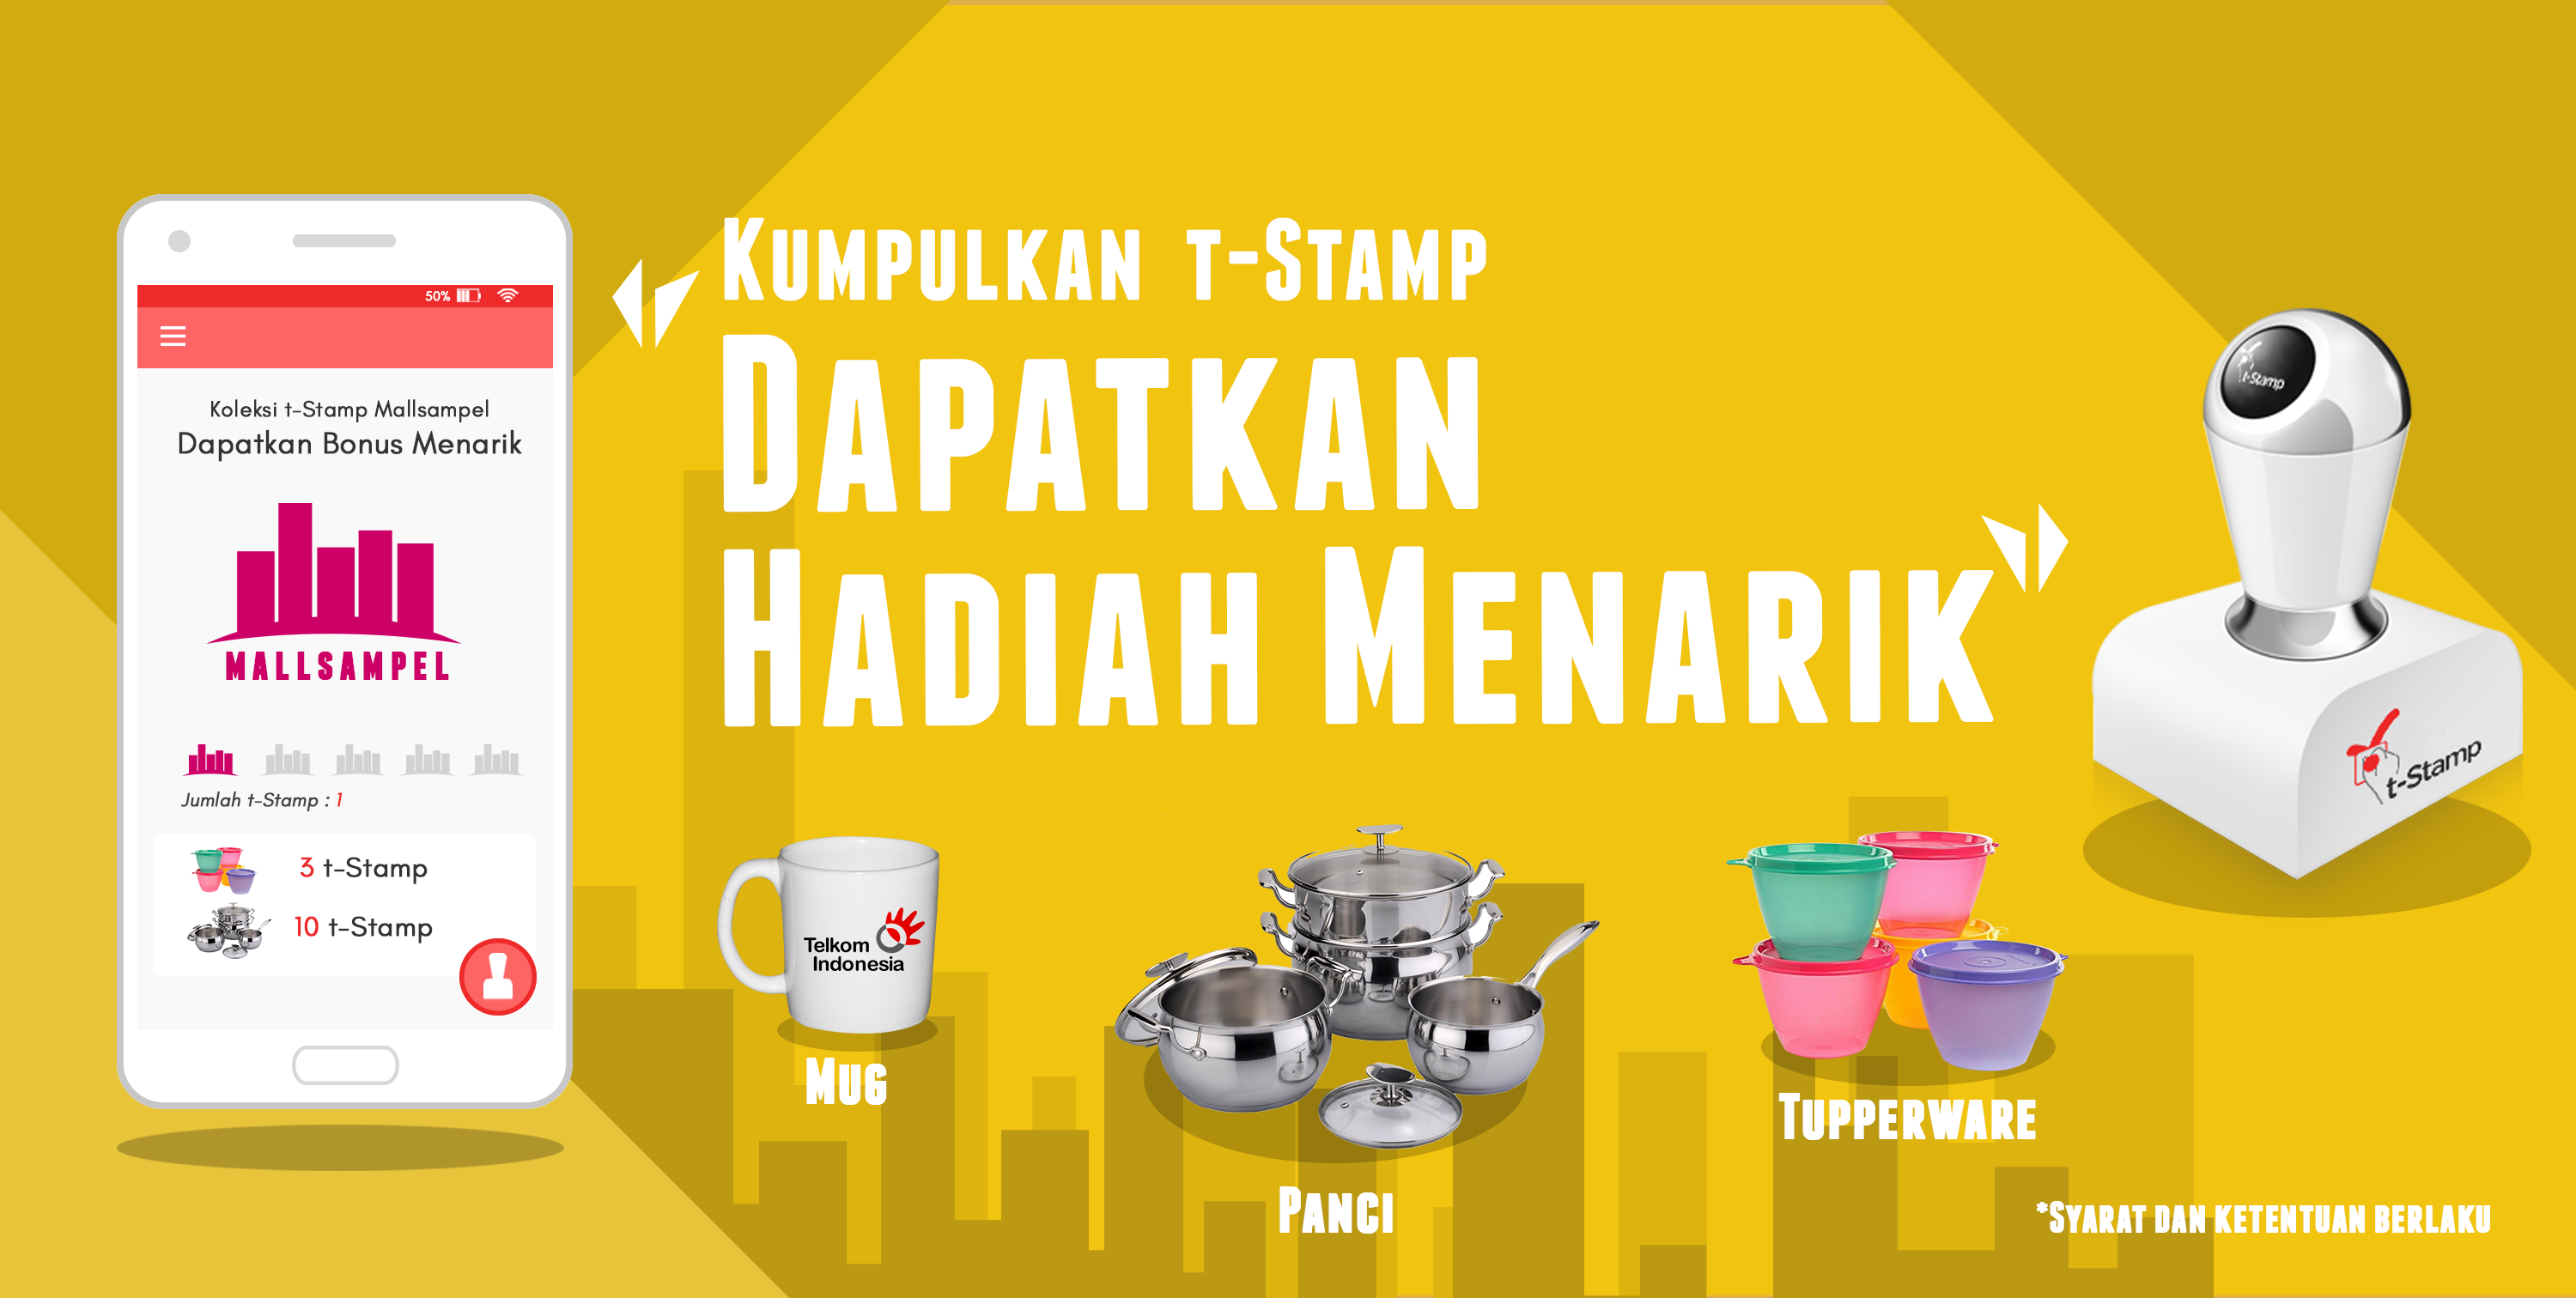 50%
Koleksi t-Stamp Mallsampel
Dapatkan Bonus Menarik
MALLSAMPEL
Jumlah t-Stamp : 1
3 t-Stamp
10 t-Stamp
Kumpulkan t-Stamp
Dapatkan
Hadiah Menarik
t-Stamp
t-Stamp
Telkom
Indonesia
Mug
Panci
Tupperware
*Syarat dan ketentuan berlaku